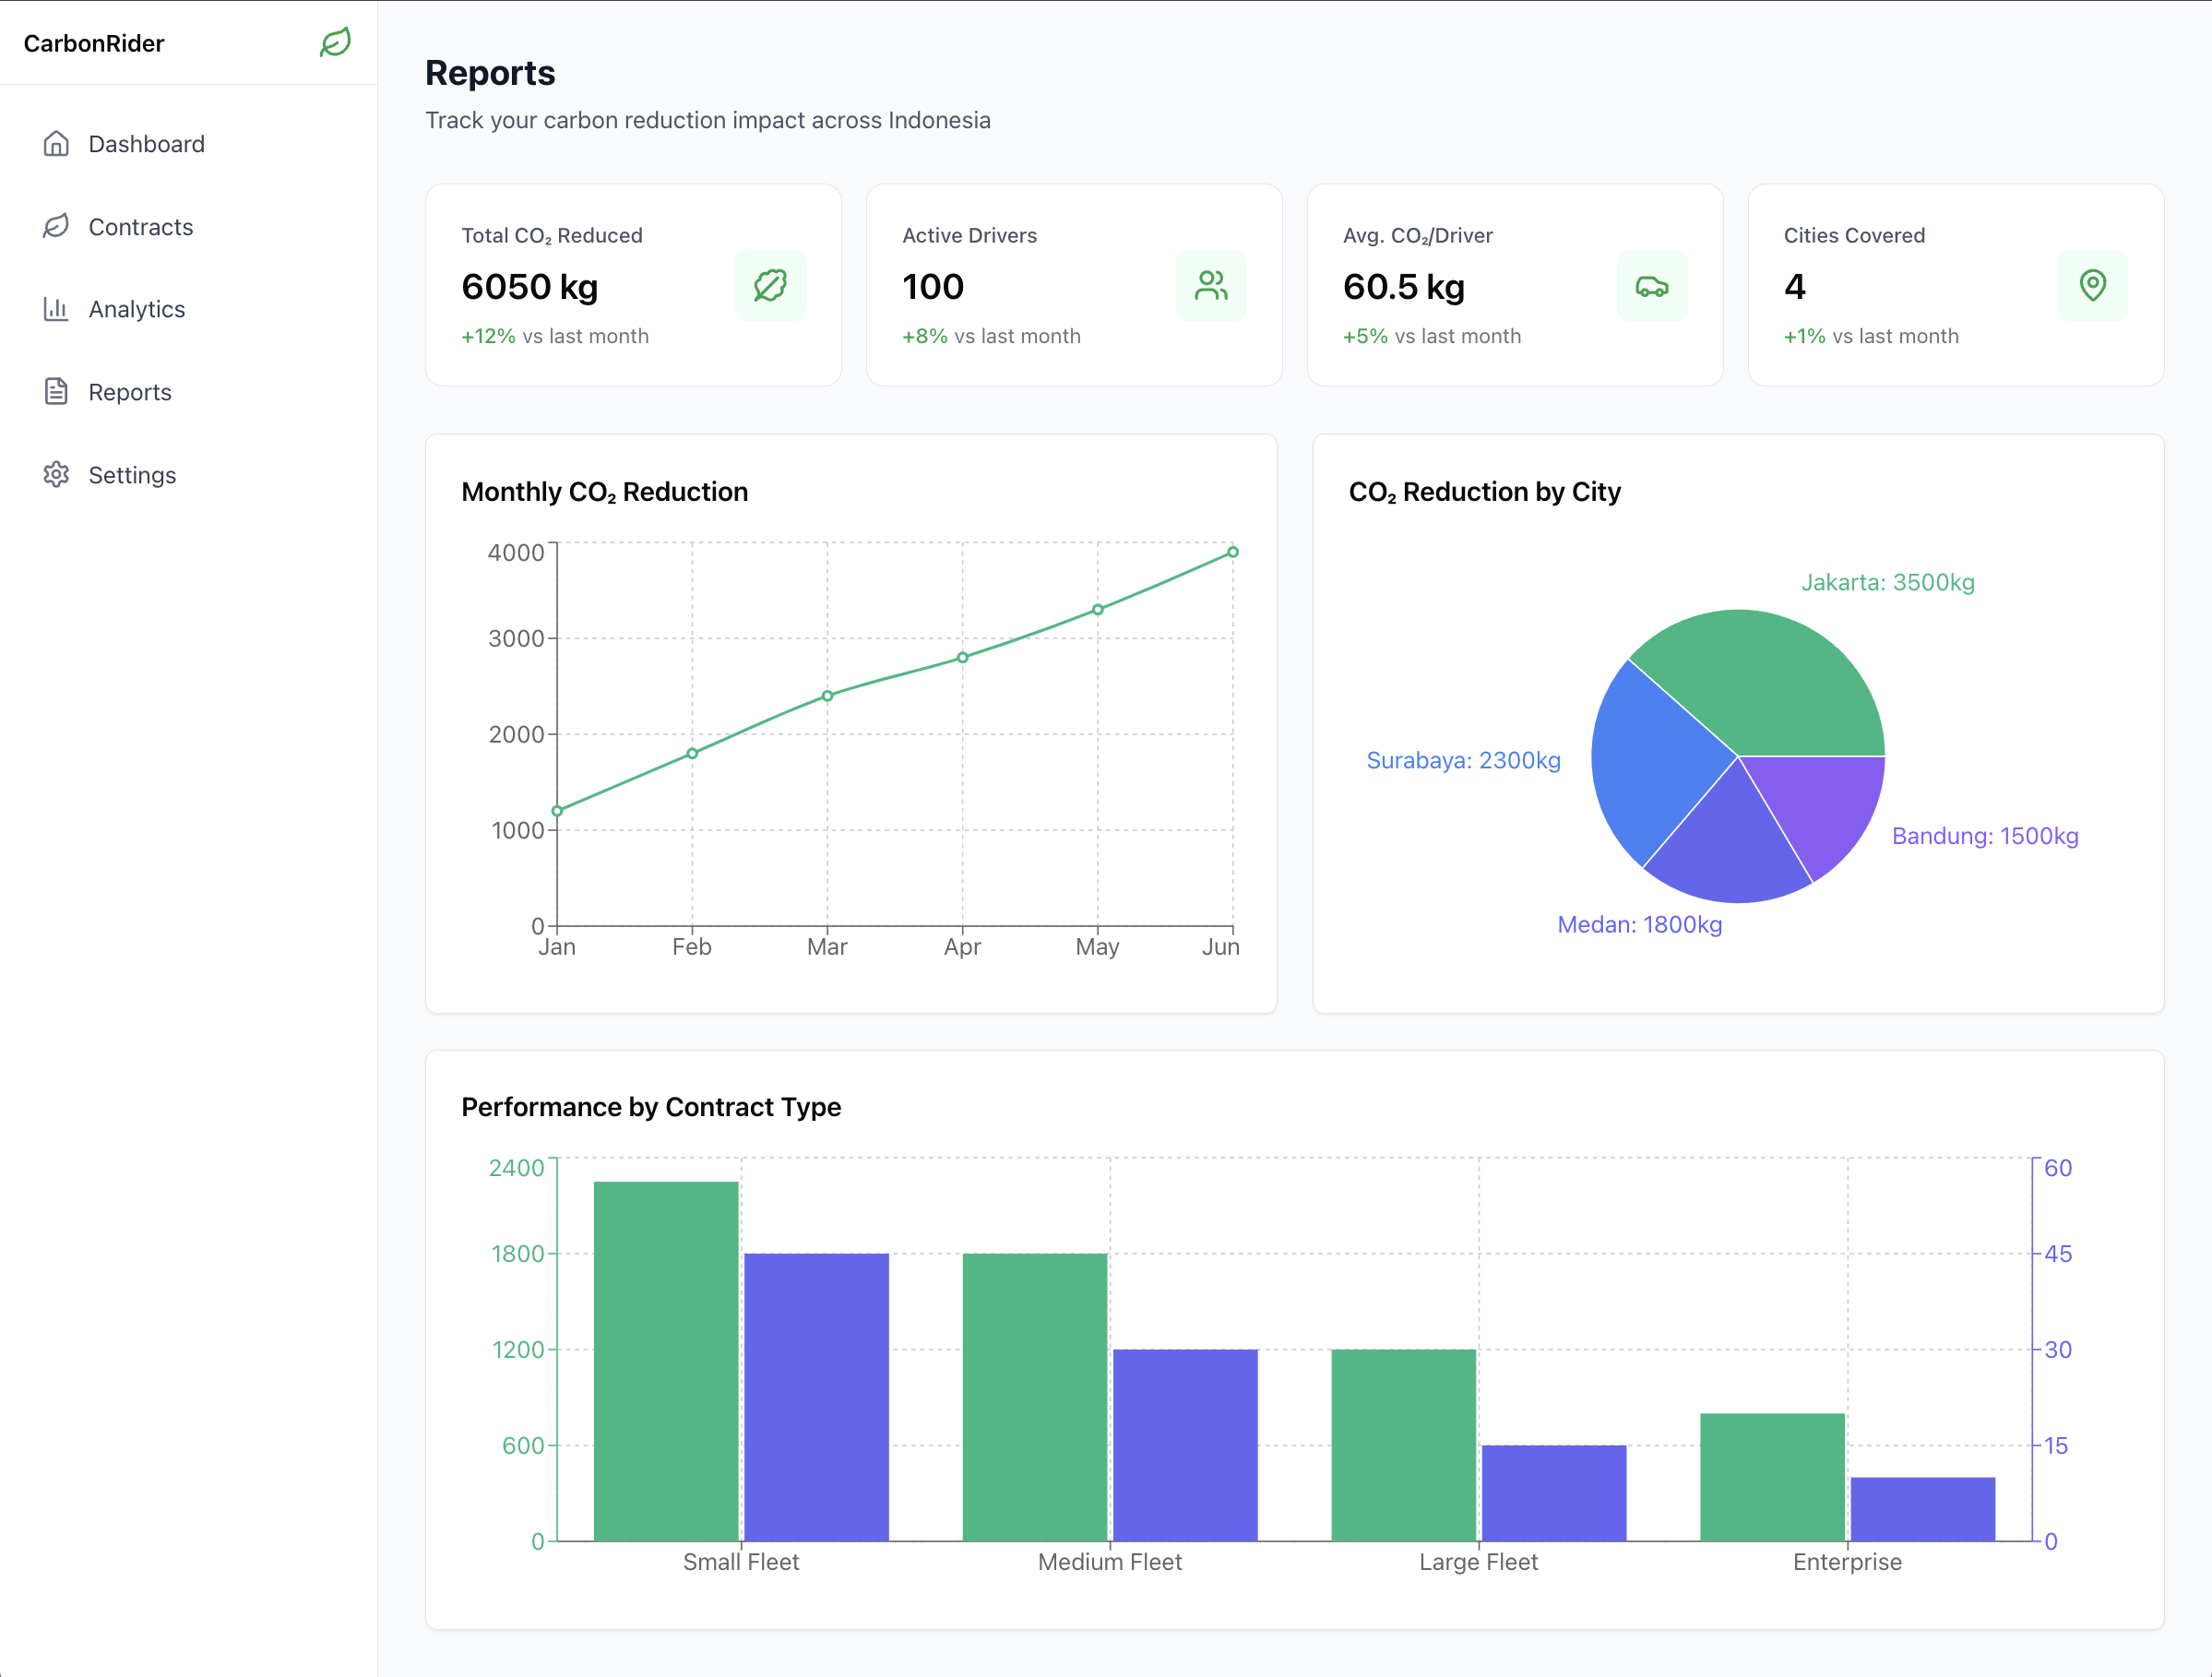 CarbonRider
Dashboard
Contracts
Analytics
Reports
Settings
Reports
Track your carbon reduction impact across Indonesia
Total CO₂ Reduced
6050 kg
+12% vs last month
Active Drivers
100
+8% vs last month
Avg. CO₂/Driver
60.5 kg
+5% vs last month
Cities Covered
4
+1% vs last month
Monthly CO₂ Reduction
4000
3000
2000
1000
0
Jan Feb Mar Apr May Jun
CO₂ Reduction by City
Jakarta: 3500kg
Surabaya: 2300kg
Bandung: 1500kg
Medan: 1800kg
Performance by Contract Type
2400 60
1800 45
1200 30
600 15
0 0
Small Fleet Medium Fleet Large Fleet Enterprise